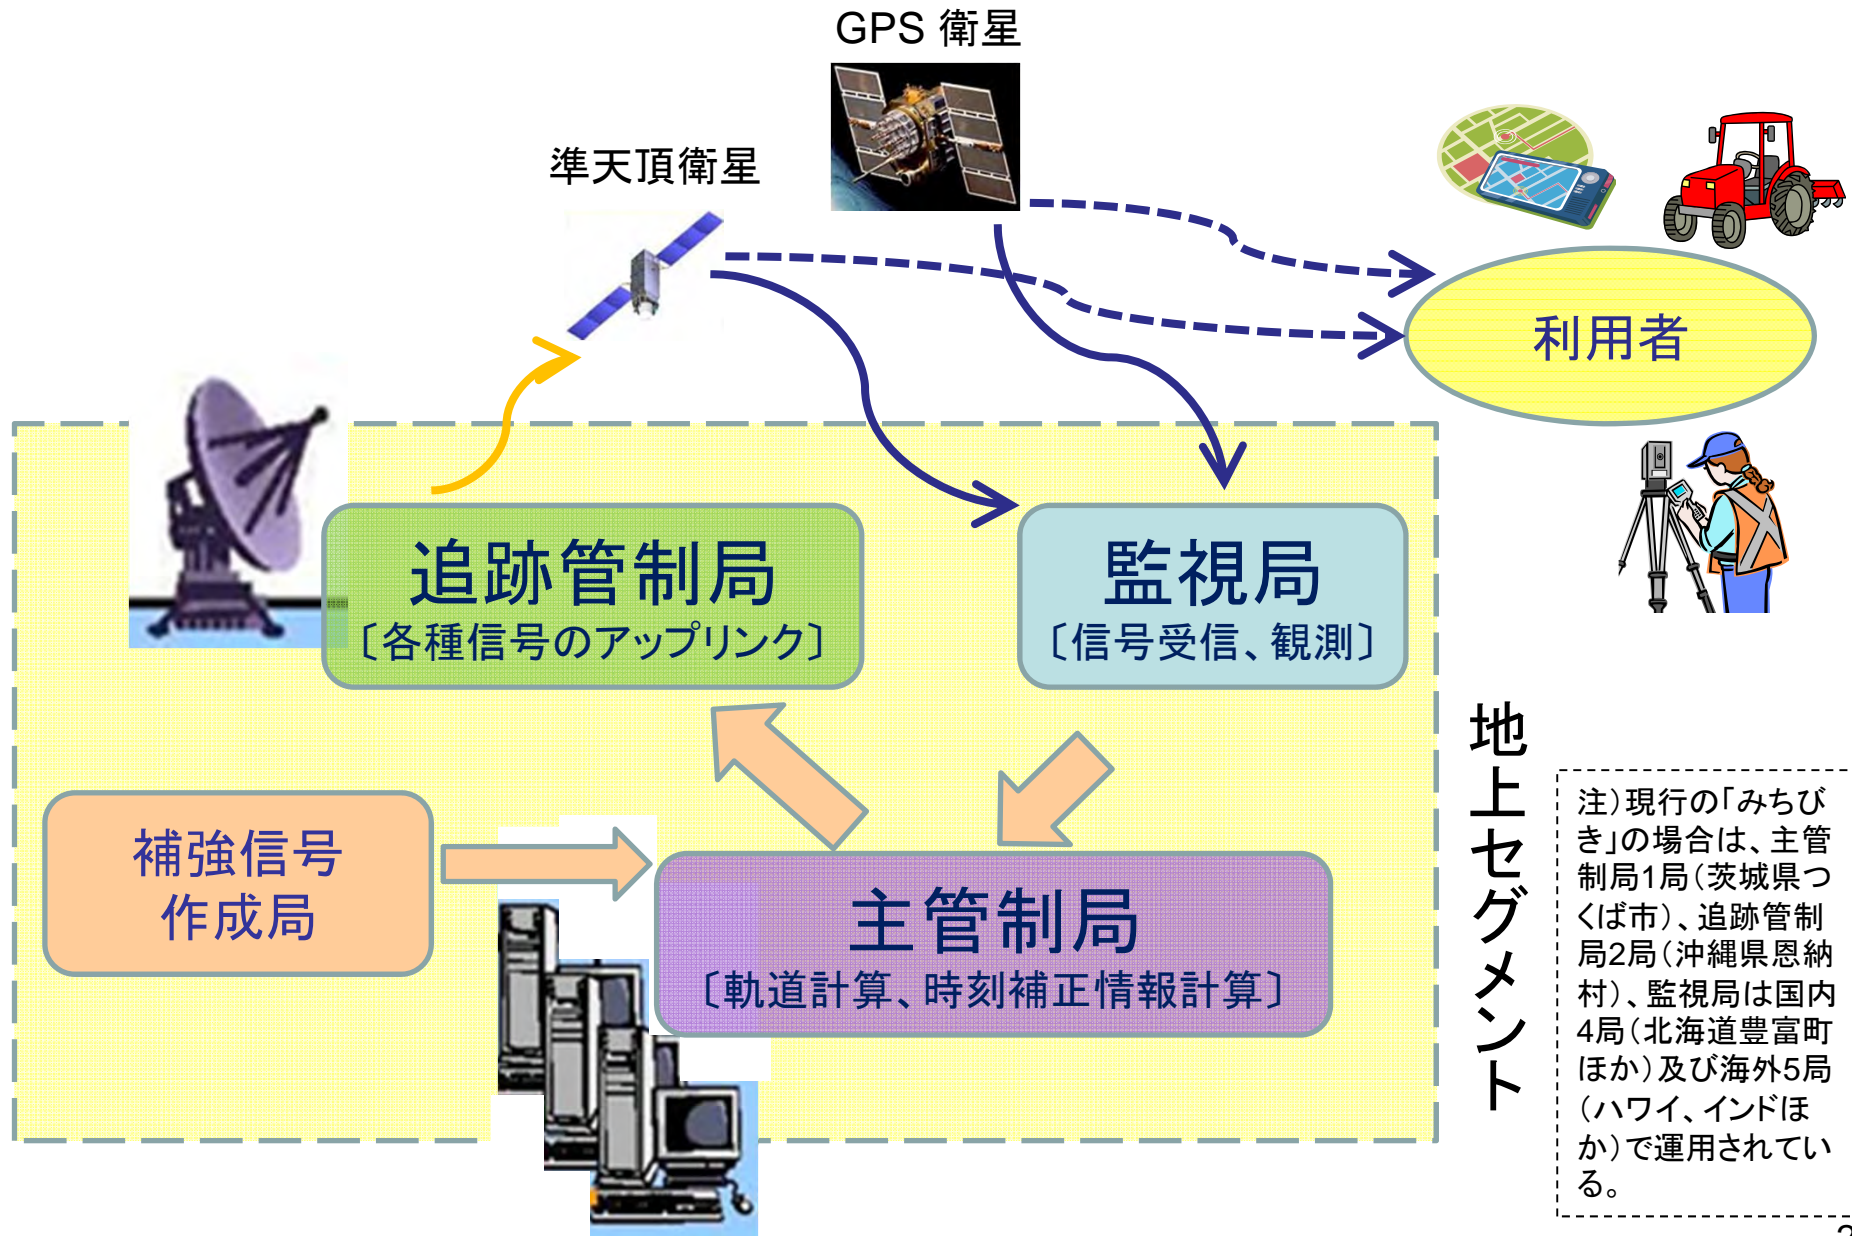 GPS 衛星
準天頂衛星
利用者
追跡管制局
〔各種信号のアップリンク〕
監視局
〔信号受信、観測〕
補強信号
作成局
主管制局
〔軌道計算、時刻補正情報計算〕
地上セグメント
注)現行の「みちび
き」の場合は、主管
制局1局(茨城県つ
くば市)、追跡管制
局2局(沖縄県恩納
村)、監視局は国内
4局(北海道豊富町
ほか)及び海外5局
(ハワイ、インドほ
か)で運用されてい
る。